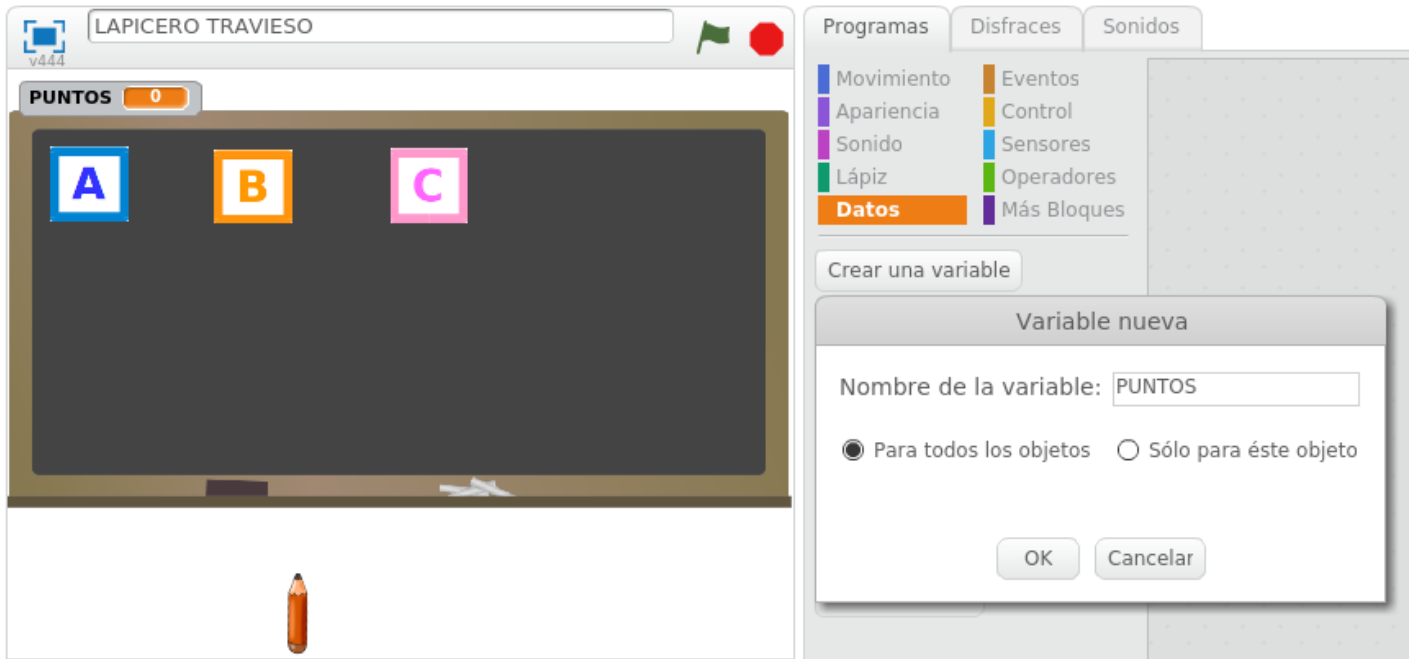 LAPICERO TRAVIESO
v444
PUNTOS 0
A B C
Programas Disfraces Sonidos
Movimiento Eventos
Apariencia Control
Sonido Sensores
Lápiz Operadores
Datos Más Bloques
Crear una variable
Variable nueva
Nombre de la variable: PUNTOS
Para todos los objetos Sólo para éste objeto
OK Cancelar